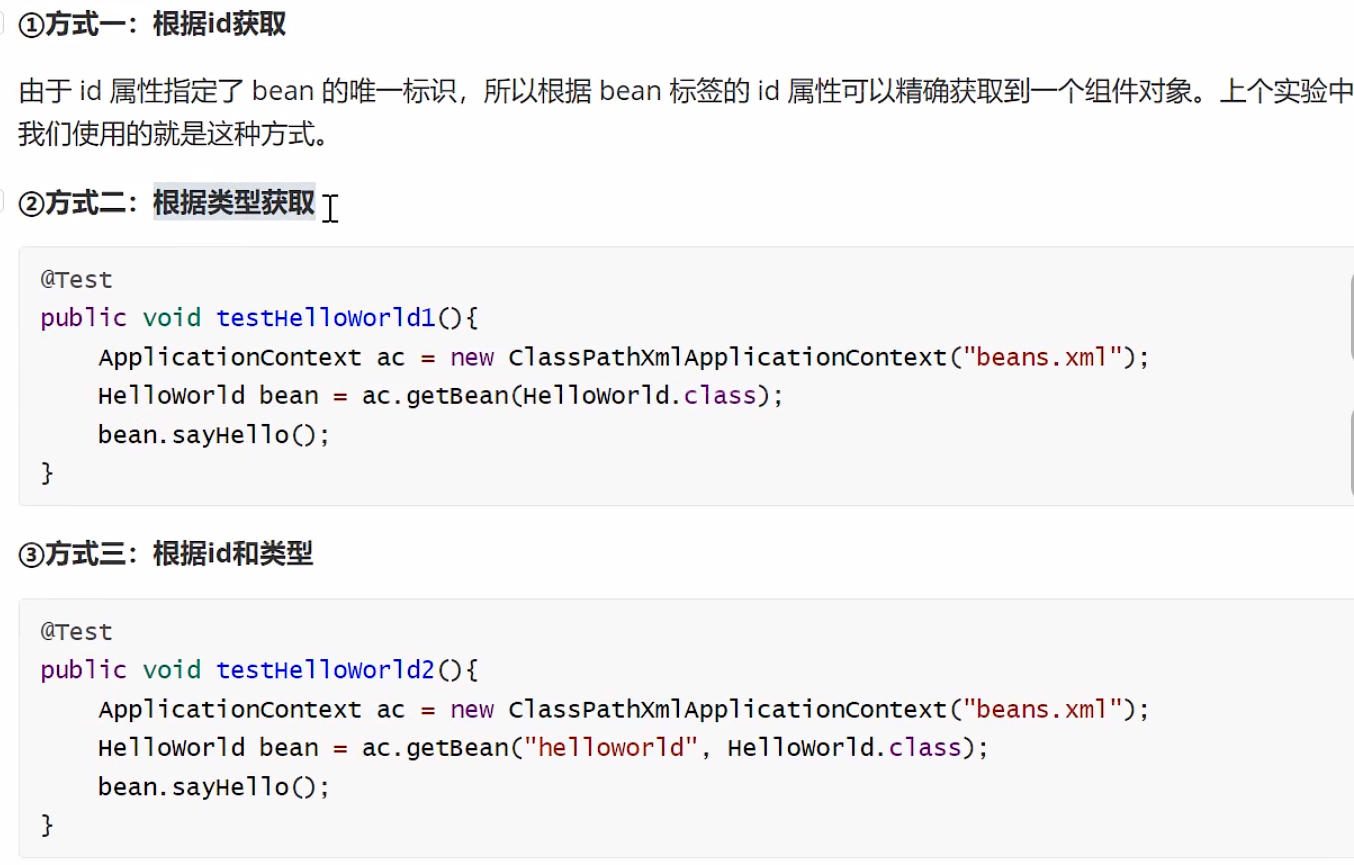 ①方式一：根据id获取
由于 id 属性指定了 bean 的唯一标识，所以根据 bean 标签的 id 属性可以精确获取到一个组件对象。上个实验中
我们使用的就是这种方式。
②方式二：根据类型获取
@Test
public void testHelloWorld1(){
    ApplicationContext ac = new ClassPathXmlApplicationContext("beans.xml");
    HelloWorld bean = ac.getBean(HelloWorld.class);
    bean.sayHello();
}
③方式三：根据id和类型
@Test
public void testHelloWorld2(){
    ApplicationContext ac = new ClassPathXmlApplicationContext("beans.xml");
    HelloWorld bean = ac.getBean("helloworld", HelloWorld.class);
    bean.sayHello();
}